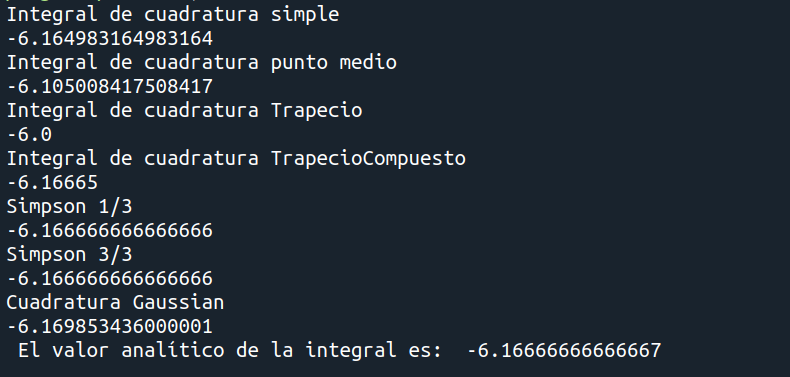 Integral de cuadratura simple
-6.164983164983164
Integral de cuadratura punto medio
-6.105008417508417
Integral de cuadratura Trapecio
-6.0
Integral de cuadratura TrapecioCompuesto
-6.16665
Simpson 1/3
-6.166666666666666
Simpson 3/3
-6.166666666666666
Cuadratura Gaussian
-6.169853436000001
El valor analítico de la integral es:  -6.16666666666667